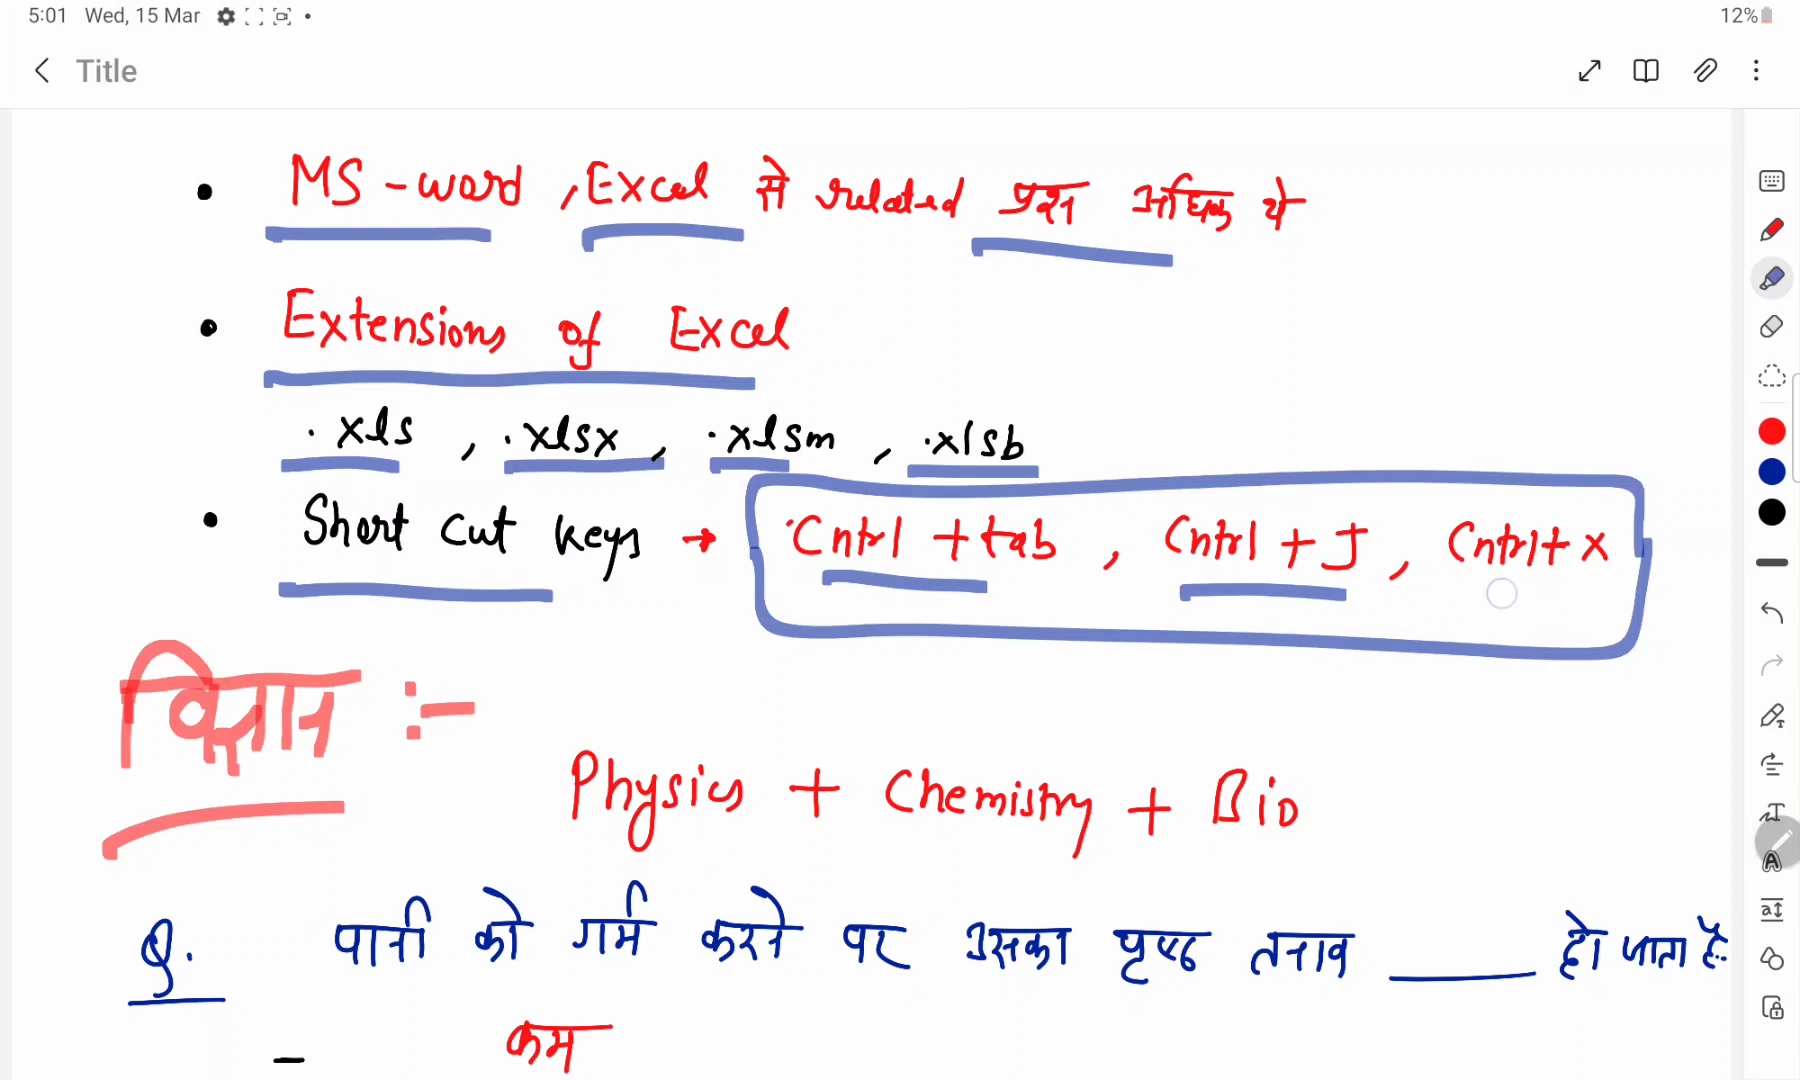 5:01 Wed, 15 Mar 12%
Title
• MS-word , Excel से related प्रश्न अधिक थे
• Extensions of Excel
.xls , .xlsx , .xlsm , .xlsb
• Short cut keys → Cntrl + tab , Cntrl + J , Cntrl + x
विज्ञान :-
Physics + Chemistry + Bio
Q. पानी को गर्म करने पर उसका पृष्ठ तनाव ____ हो जाता है.
- कम